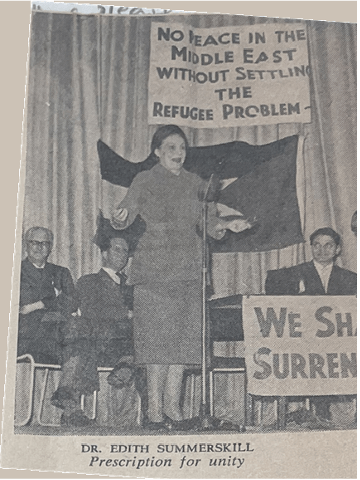 NO PEACE IN THE
MIDDLE EAST
WITHOUT SETTLIN
THE
REFUGEE PROBLEM-
WE SHA
SURREN
DR. EDITH SUMMERSKILL
Prescription for unity